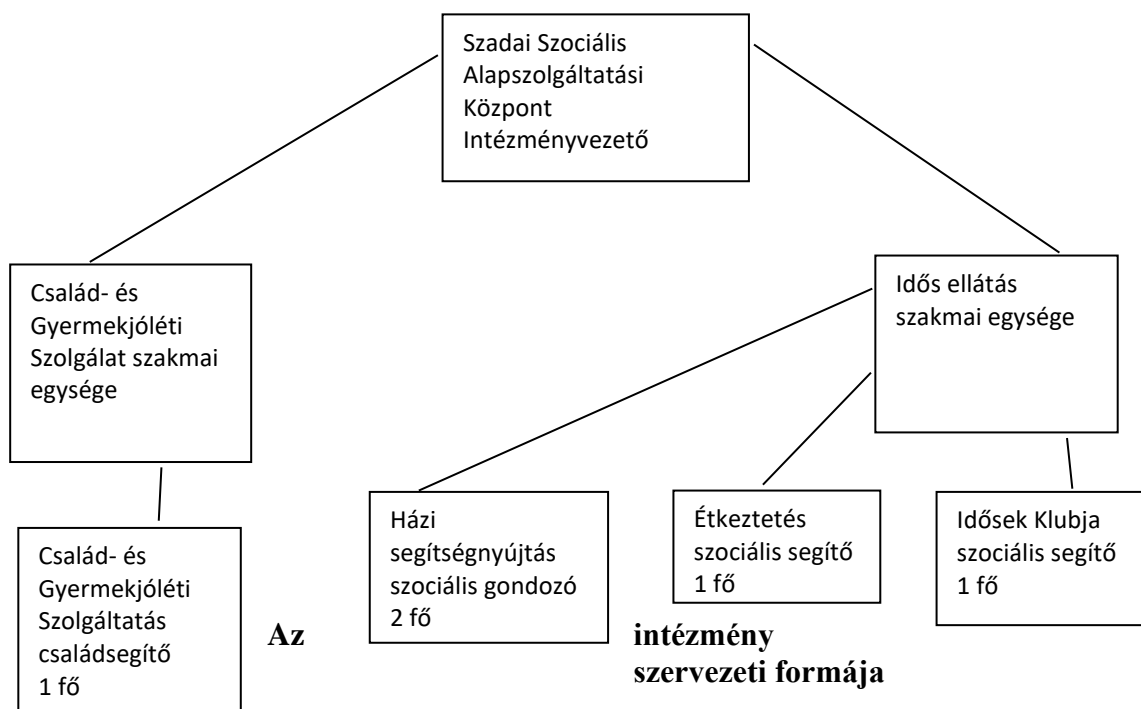 Szadai Szociális
Alapszolgáltatási
Központ
Intézményvezető
Család- és
Gyermekjóléti
Szolgálat szakmai
egysége
Idős ellátás
szakmai egysége
Család- és
Gyermekjóléti
Szolgáltatás
családsegítő
1 fő
Házi
segítségnyújtás
szociális gondozó
2 fő
Étkeztetés
szociális segítő
1 fő
Idősek Klubja
szociális segítő
1 fő
Az intézmény
szervezeti formája